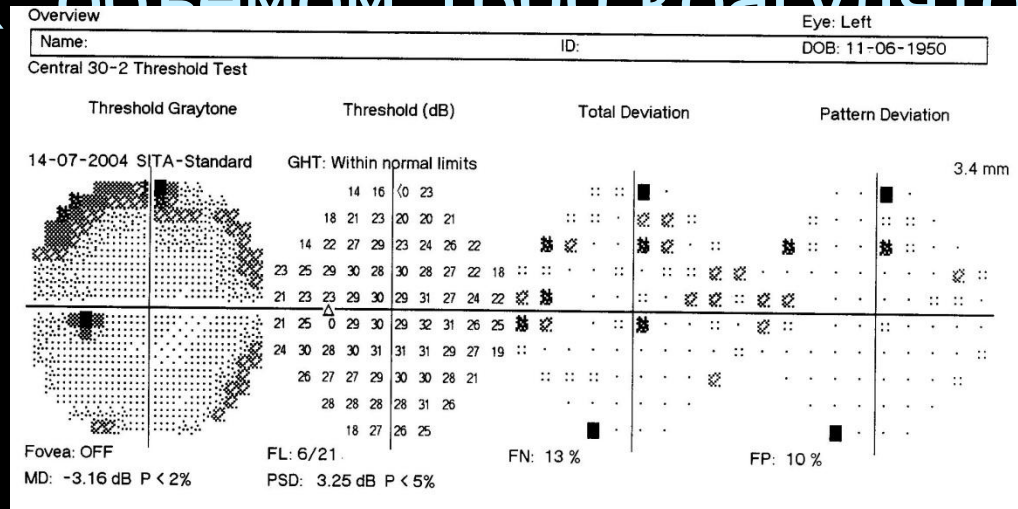 Overview
Eye: Left
Name:
ID:
DOB: 11-06-1950
Central 30-2 Threshold Test
Threshold Graytone
Threshold (dB)
Total Deviation
Pattern Deviation
14-07-2004 SITA-Standard
GHT: Within normal limits
3.4 mm
14 16 <0 23
18 21 23 20 20 21
14 22 27 29 23 24 26 22
23 25 29 30 28 30 28 27 22 18
21 23 23 29 30 29 31 27 24 22
21 25 0 29 30 29 32 31 26 25
24 30 28 30 31 31 31 29 27 19
26 27 27 29 30 30 28 21
28 28 28 28 31 26
18 27 26 25
Fovea: OFF
FL: 6/21
FN: 13 %
FP: 10 %
MD: -3.16 dB P < 2%
PSD: 3.25 dB P < 5%